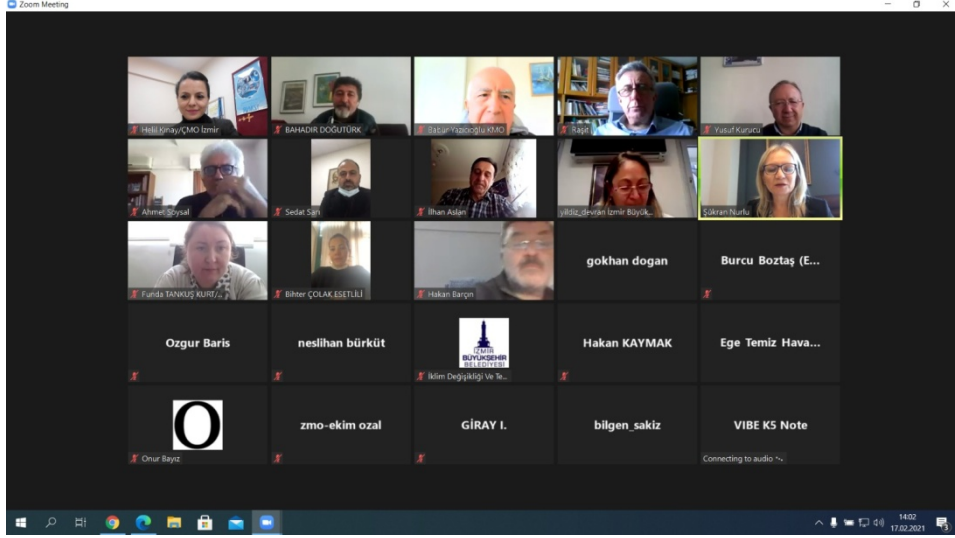 Zoom Meeting
Helil Kınay/ÇMO İzmir
BAHADIR DOĞUTÜRK
Babür Yazıcıoğlu KMO
Raşit
Yusuf Kurucu
Ahmet Soysal
Sedat Sarı
İlhan Aslan
yildiz_devran İzmir Büyük...
Şükran Nurlu
Funda TANKUŞ KURT/...
Bihter ÇOLAK ESETLİLİ
Hakan Barçın
gokhan dogan
Burcu Boztaş (E...
Ozgur Baris
neslihan bürküt
İZMİR
BÜYÜKŞEHİR
BELEDİYESİ
İklim Değişikliği Ve Te...
Hakan KAYMAK
Ege Temiz Hava...
O
Onur Bayız
zmo-ekim ozal
GİRAY I.
bilgen_sakiz
VIBE K5 Note
Connecting to audio
14:02
17.02.2021
3